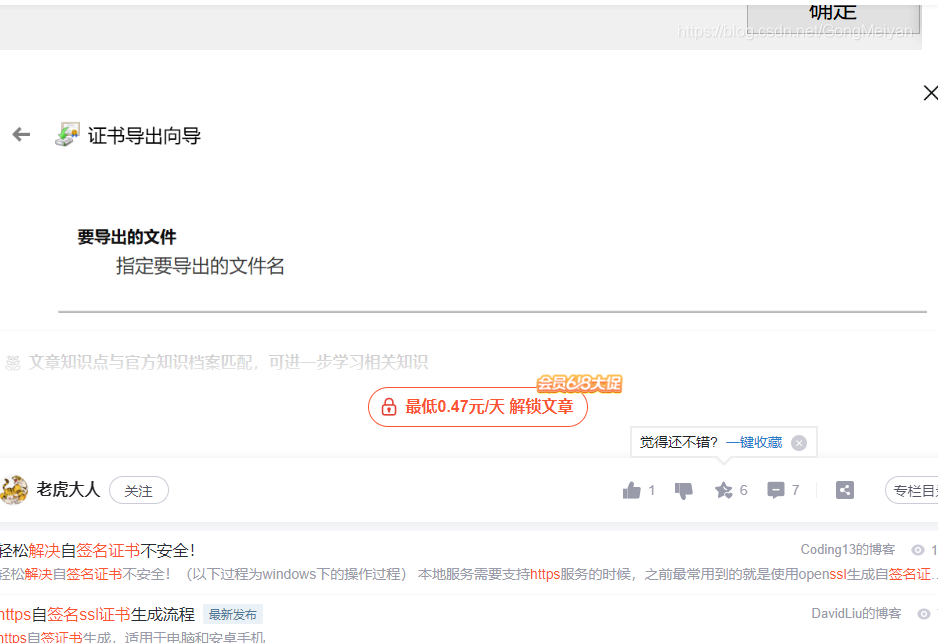 确定
https://blog.csdn.net/GongMeiyan
证书导出向导
要导出的文件
指定要导出的文件名
文章知识点与官方知识档案匹配，可进一步学习相关知识
会员6/8大促
最低0.47元/天 解锁文章
觉得还不错? 一键收藏
老虎大人 关注 1 6 7 专栏目
轻松解决自签名证书不安全! Coding13的博客 1
轻松解决自签名证书不安全! （以下过程为windows下的操作过程） 本地服务需要支持https服务的时候，之前最常用到的就是使用openssl生成自签名证...
https自签名ssl证书生成流程 最新发布 DavidLiu的博客
https自签证书生成，适用于电脑和安卓手机